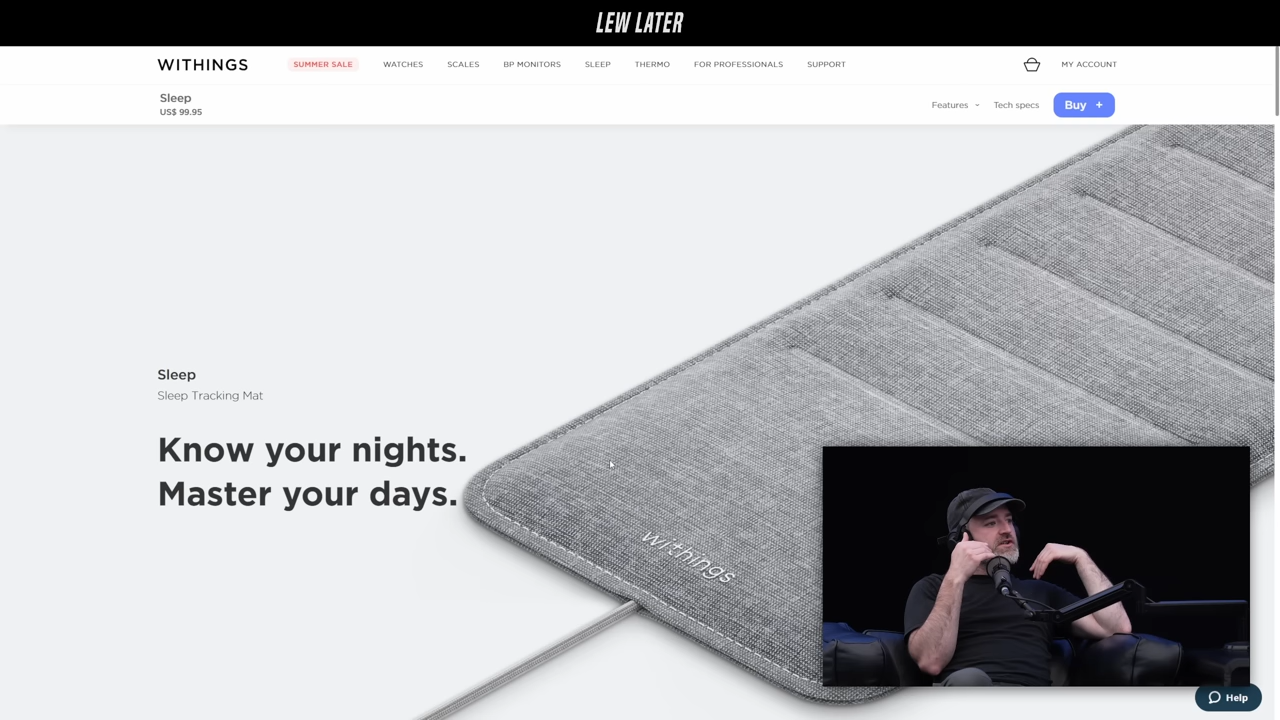 LEW LATER
WITHINGS
SUMMER SALE
WATCHES
SCALES
BP MONITORS
SLEEP
THERMO
FOR PROFESSIONALS
SUPPORT
MY ACCOUNT
Sleep
US$ 99.95
Features
Tech specs
Buy +
Sleep
Sleep Tracking Mat
Know your nights.
Master your days.
withings
Help